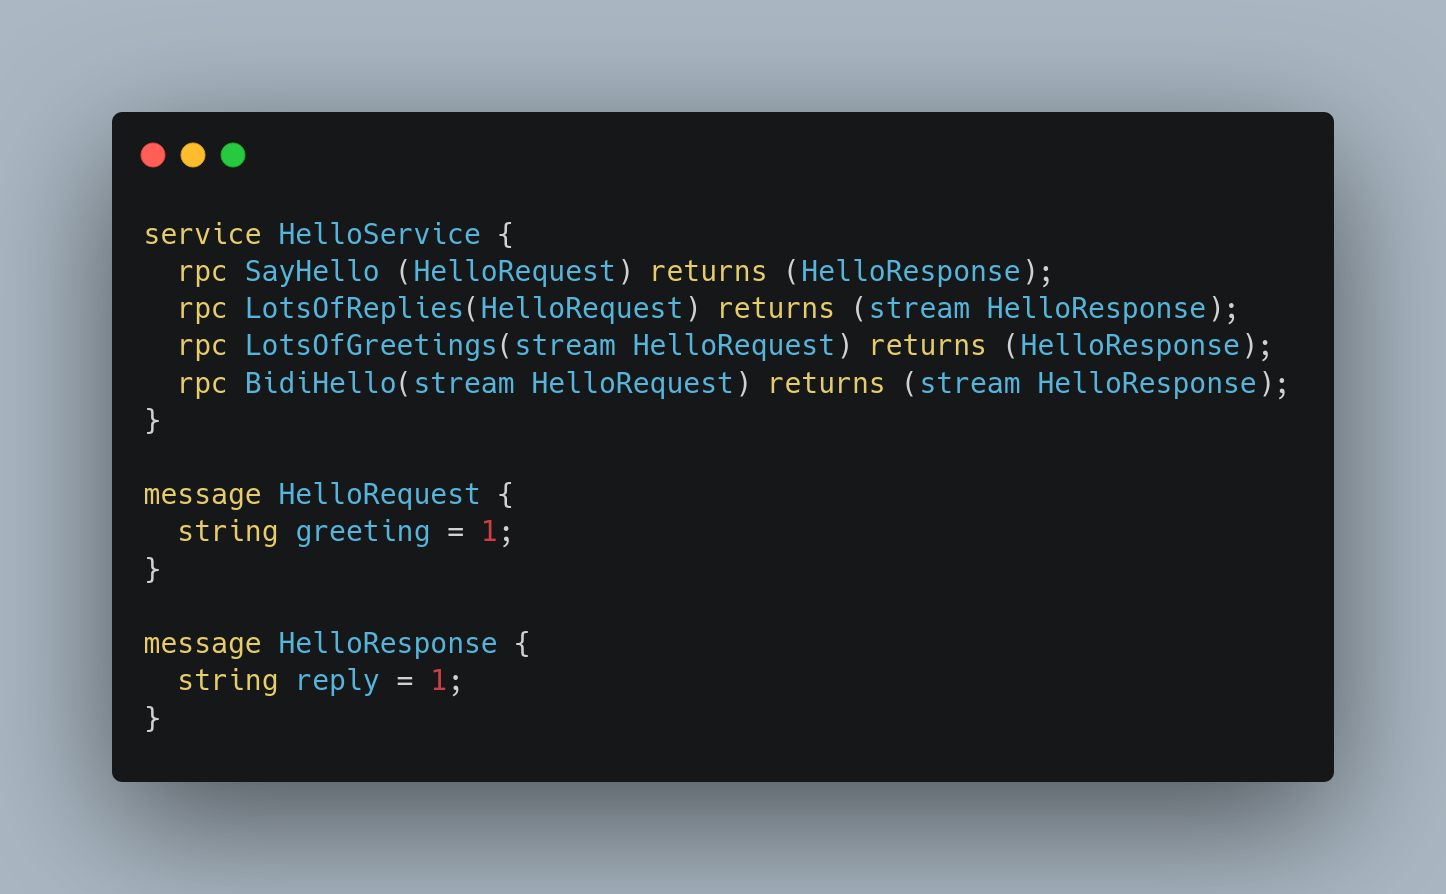 service HelloService {
  rpc SayHello (HelloRequest) returns (HelloResponse);
  rpc LotsOfReplies(HelloRequest) returns (stream HelloResponse);
  rpc LotsOfGreetings(stream HelloRequest) returns (HelloResponse);
  rpc BidiHello(stream HelloRequest) returns (stream HelloResponse);
}

message HelloRequest {
  string greeting = 1;
}

message HelloResponse {
  string reply = 1;
}